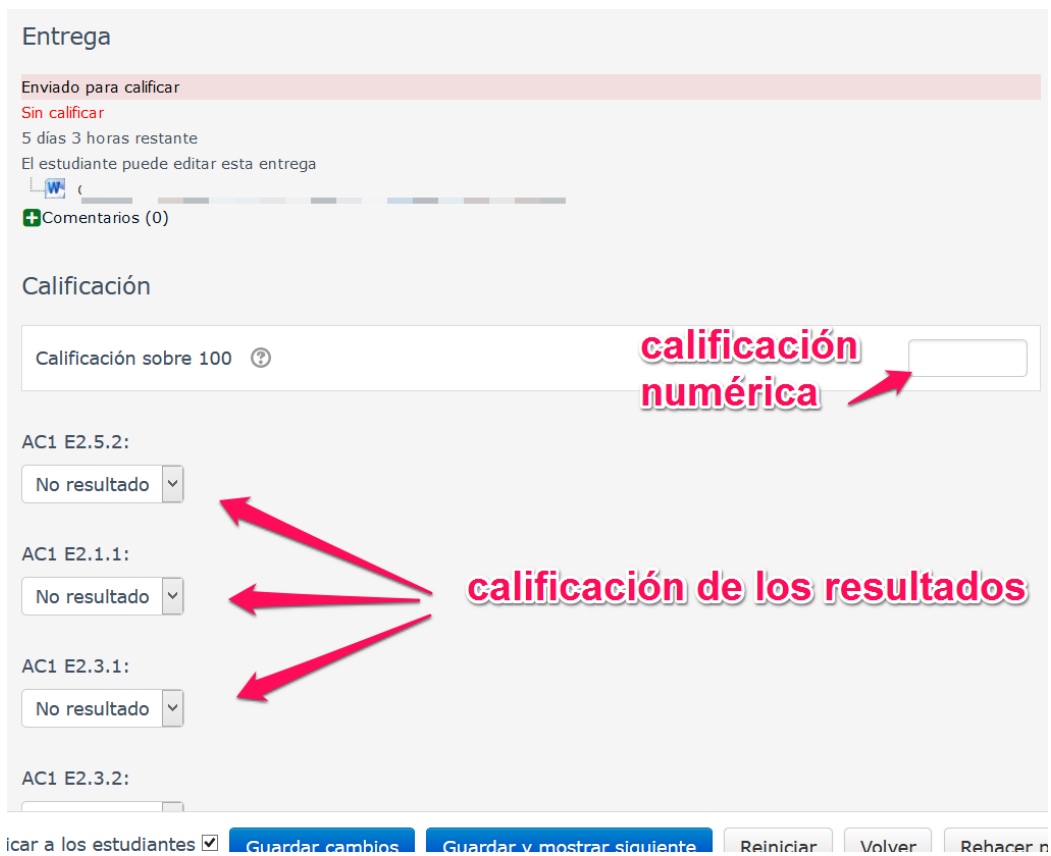 Entrega
Enviado para calificar
Sin calificar
5 días 3 horas restante
El estudiante puede editar esta entrega
Comentarios (0)
Calificación
Calificación sobre 100
calificación
numérica
AC1 E2.5.2:
No resultado
AC1 E2.1.1:
No resultado
calificación de los resultados
AC1 E2.3.1:
No resultado
AC1 E2.3.2:
icar a los estudiantes Guardar cambios Guardar y mostrar siguiente Reiniciar Volver Rehacer p